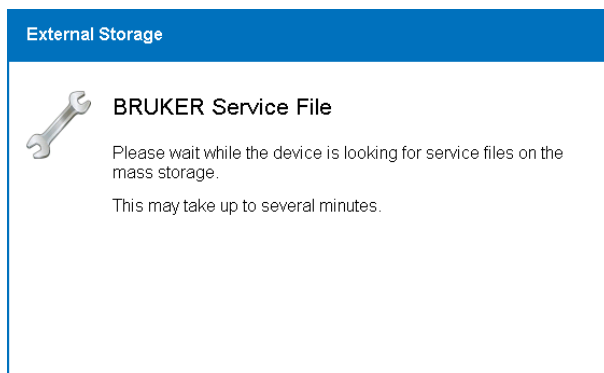 External Storage
BRUKER Service File
Please wait while the device is looking for service files on the
mass storage.
This may take up to several minutes.